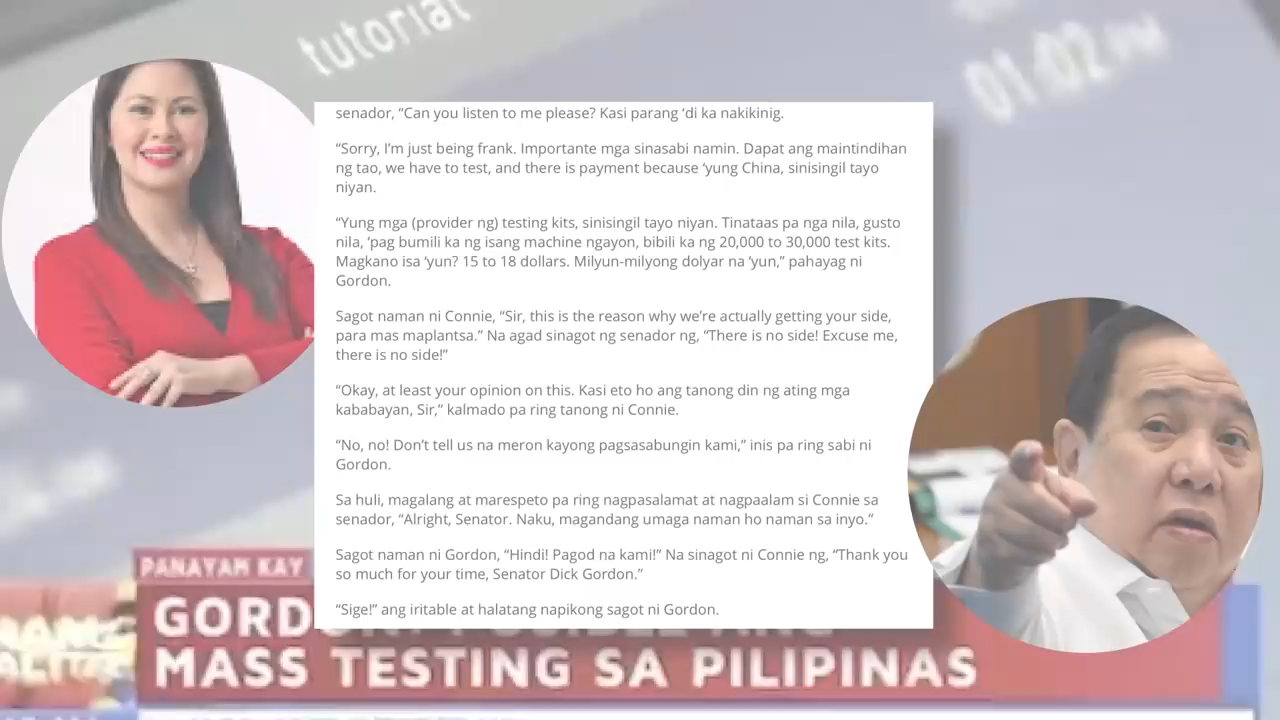 tutorial
01:02 PM
senador, “Can you listen to me please? Kasi parang ‘di ka nakikinig.
“Sorry, I’m just being frank. Importante mga sinasabi namin. Dapat ang maintindihan
ng tao, we have to test, and there is payment because ‘yung China, sinisingil tayo
niyan.
“Yung mga (provider ng) testing kits, sinisingil tayo niyan. Tinataas pa nga nila, gusto
nila, ‘pag bumili ka ng isang machine ngayon, bibili ka ng 20,000 to 30,000 test kits.
Magkano isa ‘yun? 15 to 18 dollars. Milyun-milyong dolyar na ‘yun,” pahayag ni
Gordon.
Sagot naman ni Connie, “Sir, this is the reason why we’re actually getting your side,
para mas maplantsa.” Na agad sinagot ng senador ng, “There is no side! Excuse me,
there is no side!”
“Okay, at least your opinion on this. Kasi eto ho ang tanong din ng ating mga
kababayan, Sir,” kalmado pa ring tanong ni Connie.
“No, no! Don’t tell us na meron kayong pagsasabungin kami,” inis pa ring sabi ni
Gordon.
Sa huli, magalang at marespeto pa ring nagpasalamat at nagpaalam si Connie sa
senador, “Alright, Senator. Naku, magandang umaga naman ho naman sa inyo.”
Sagot naman ni Gordon, “Hindi! Pagod na kami!” Na sinagot ni Connie ng, “Thank you
so much for your time, Senator Dick Gordon.”
“Sige!” ang iritable at halatang napikong sagot ni Gordon.
PANAYAM KAY
GORDON:
MASS TESTING SA PILIPINAS